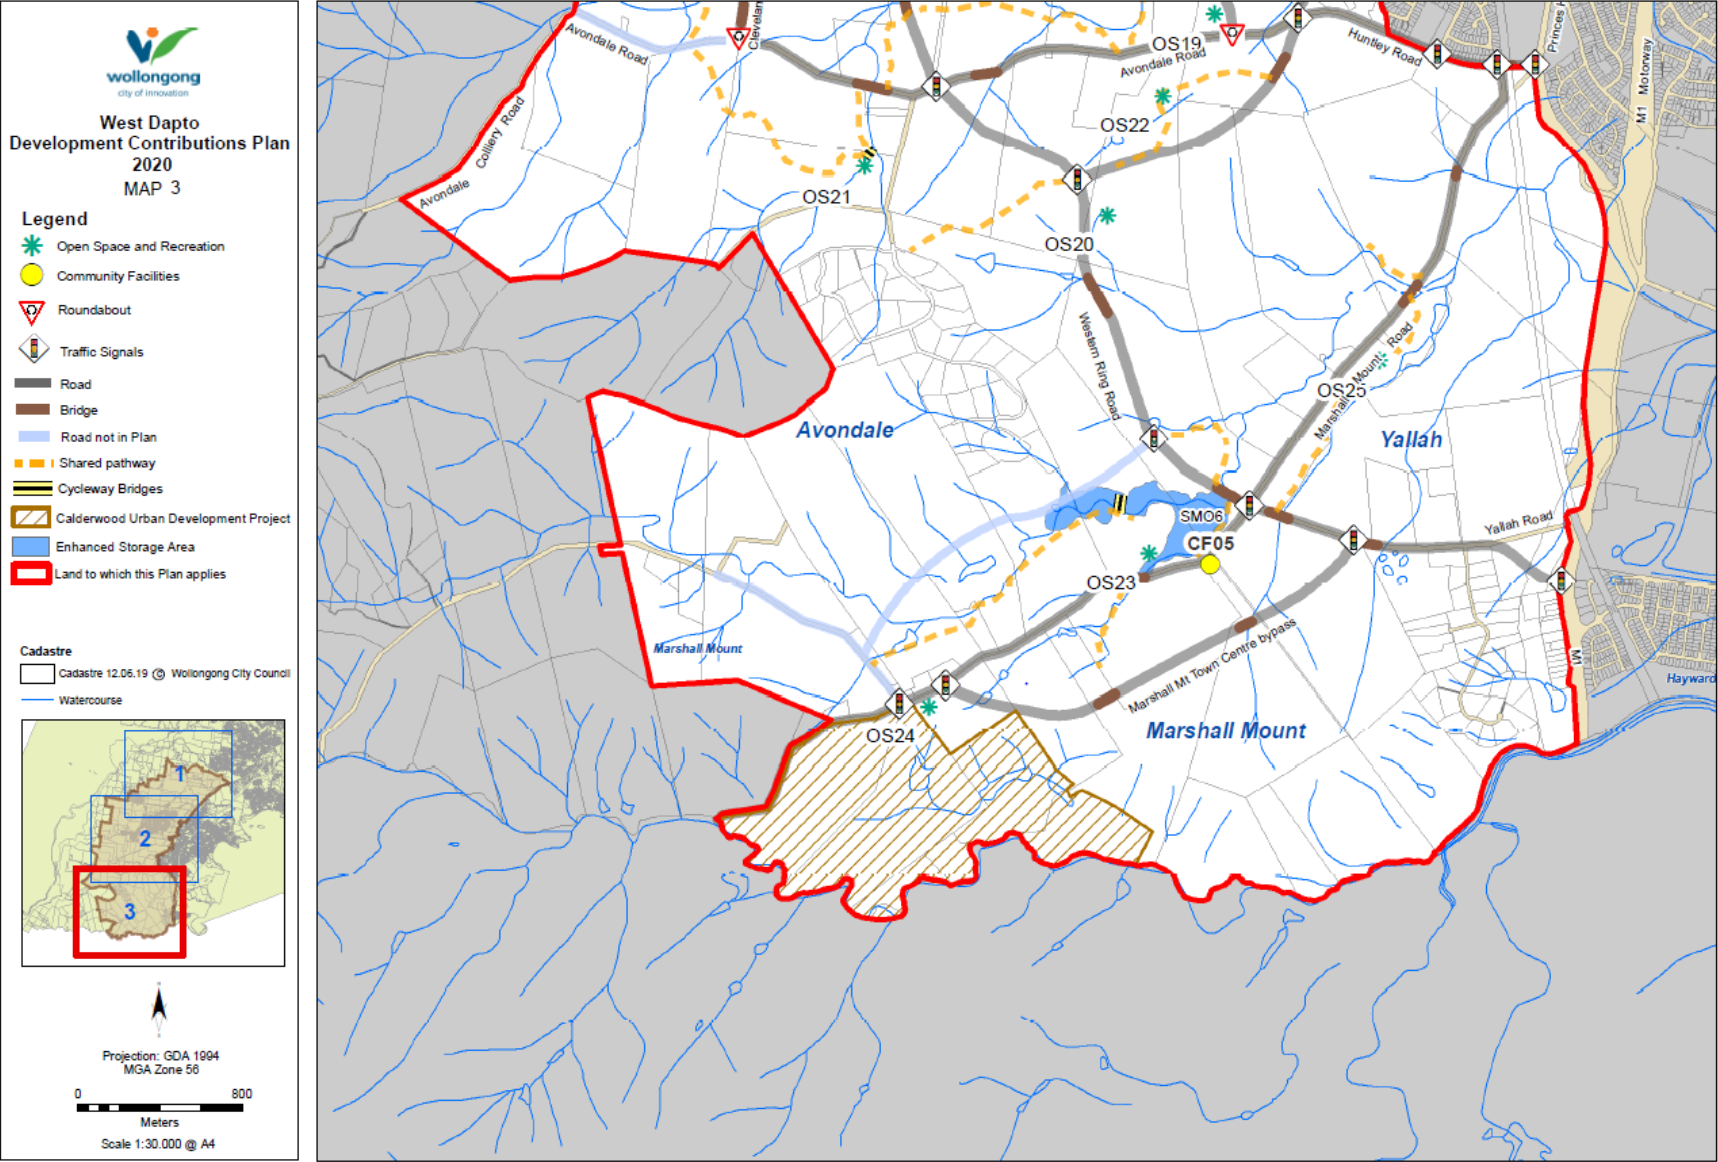 wollongong
city of innovation
West Dapto
Development Contributions Plan
2020
MAP 3
Legend
Open Space and Recreation
Community Facilities
Roundabout
Traffic Signals
Road
Bridge
Road not in Plan
Shared pathway
Cycleway Bridges
Calderwood Urban Development Project
Enhanced Storage Area
Land to which this Plan applies
Cadastre
Cadastre 12.06.19 © Wollongong City Council
Watercourse
1
2
3
Projection: GDA 1994
MGA Zone 56
0 800
Meters
Scale 1:30.000 @ A4
Avondale Road
Avondale Colliery Road
OS19
Avondale Road
Huntley Road
M1 Motorway
OS22
OS21
OS20
Western Ring Road
OS25
Marshall Mount Road
Avondale
Yallah
SMO6
CF05
Yallah Road
OS23
Marshall Mount
Marshall Mt Town Centre bypass
M1
Hayward
OS24
Marshall Mount